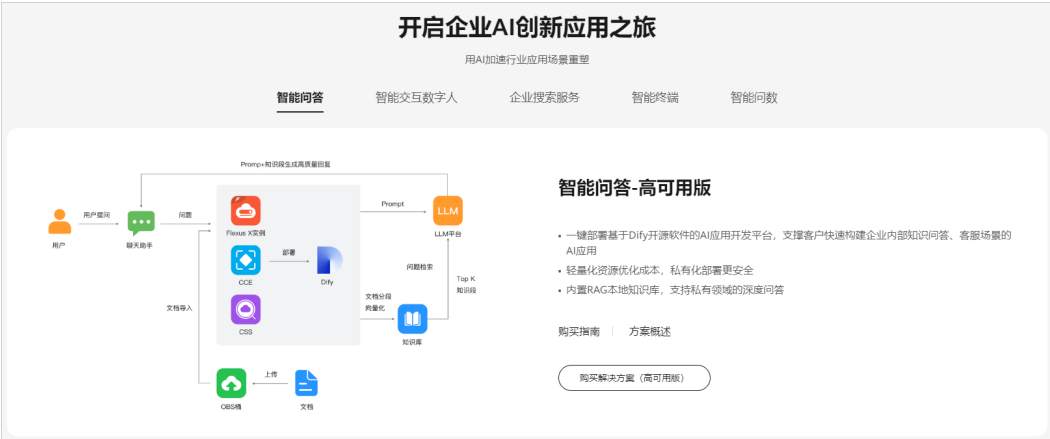 开启企业AI创新应用之旅
用AI加速行业应用场景重塑
智能问答
智能交互数字人
企业搜索服务
智能终端
智能问数
Promp+知识段生成高质量回复
用户提问
问题
用户
聊天助手
Flexus X实例
CCE
CSS
部署
Dify
Prompt
LLM
LLM平台
问题检索
Top K
知识段
文档分段
向量化
知识库
文档导入
上传
OBS桶
文档
智能问答-高可用版
• 一键部署基于Dify开源软件的AI应用开发平台，支撑客户快速构建企业内部知识问答、客服场景的
AI应用
• 轻量化资源优化成本，私有化部署更安全
• 内置RAG本地知识库，支持私有领域的深度问答
购买指南
方案概述
购买解决方案（高可用版）